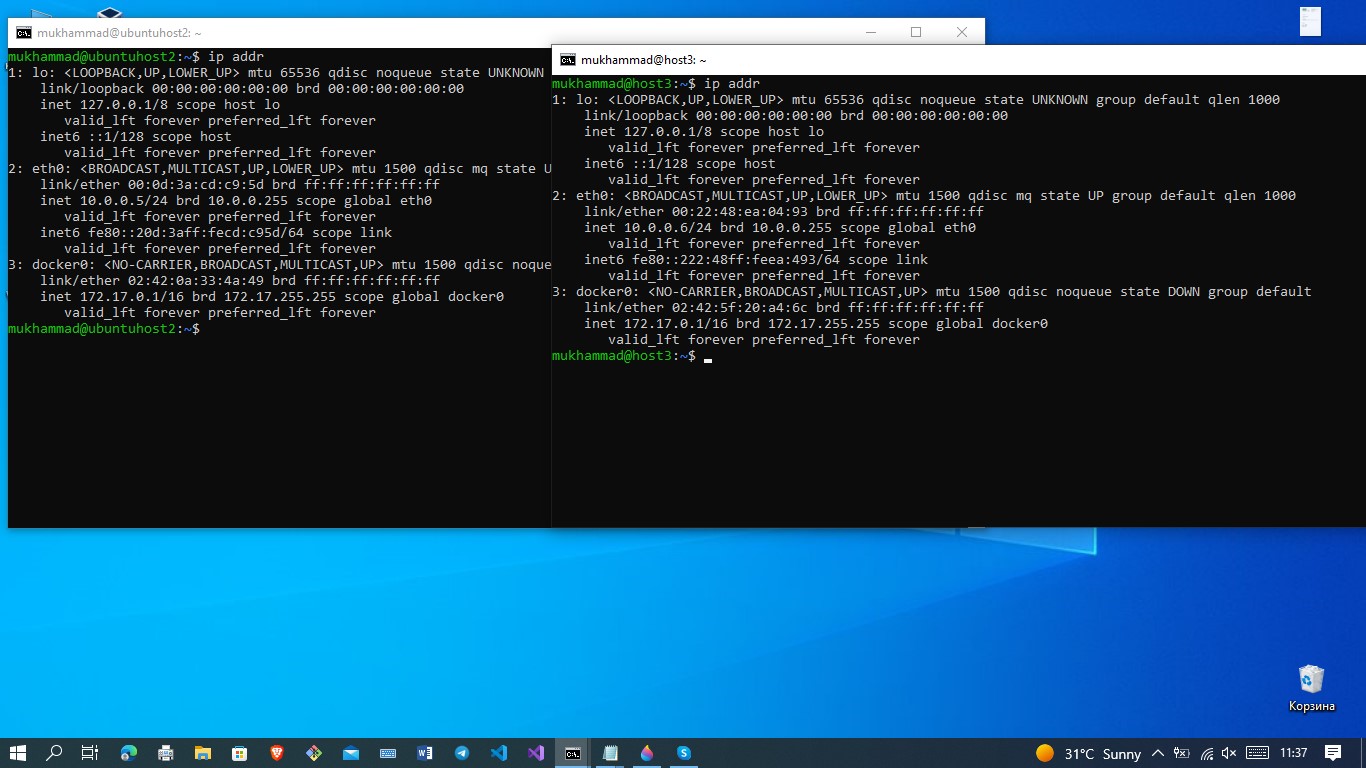 mukhammad@ubuntuhost2: ~
mukhammad@ubuntuhost2:~$ ip addr
1: lo: <LOOPBACK,UP,LOWER_UP> mtu 65536 qdisc noqueue state UNKNOWN
link/loopback 00:00:00:00:00:00 brd 00:00:00:00:00:00
inet 127.0.0.1/8 scope host lo
valid_lft forever preferred_lft forever
inet6 ::1/128 scope host
valid_lft forever preferred_lft forever
2: eth0: <BROADCAST,MULTICAST,UP,LOWER_UP> mtu 1500 qdisc mq state U
link/ether 00:0d:3a:cd:c9:5d brd ff:ff:ff:ff:ff:ff
inet 10.0.0.5/24 brd 10.0.0.255 scope global eth0
valid_lft forever preferred_lft forever
inet6 fe80::20d:3aff:fecd:c95d/64 scope link
valid_lft forever preferred_lft forever
3: docker0: <NO-CARRIER,BROADCAST,MULTICAST,UP> mtu 1500 qdisc noque
link/ether 02:42:0a:33:4a:49 brd ff:ff:ff:ff:ff:ff
inet 172.17.0.1/16 brd 172.17.255.255 scope global docker0
valid_lft forever preferred_lft forever
mukhammad@ubuntuhost2:~$
mukhammad@host3: ~
mukhammad@host3:~$ ip addr
1: lo: <LOOPBACK,UP,LOWER_UP> mtu 65536 qdisc noqueue state UNKNOWN group default qlen 1000
link/loopback 00:00:00:00:00:00 brd 00:00:00:00:00:00
inet 127.0.0.1/8 scope host lo
valid_lft forever preferred_lft forever
inet6 ::1/128 scope host
valid_lft forever preferred_lft forever
2: eth0: <BROADCAST,MULTICAST,UP,LOWER_UP> mtu 1500 qdisc mq state UP group default qlen 1000
link/ether 00:22:48:ea:04:93 brd ff:ff:ff:ff:ff:ff
inet 10.0.0.6/24 brd 10.0.0.255 scope global eth0
valid_lft forever preferred_lft forever
inet6 fe80::222:48ff:feea:493/64 scope link
valid_lft forever preferred_lft forever
3: docker0: <NO-CARRIER,BROADCAST,MULTICAST,UP> mtu 1500 qdisc noqueue state DOWN group default
link/ether 02:42:5f:20:a4:6c brd ff:ff:ff:ff:ff:ff
inet 172.17.0.1/16 brd 172.17.255.255 scope global docker0
valid_lft forever preferred_lft forever
mukhammad@host3:~$
Корзина
31°C Sunny
11:37